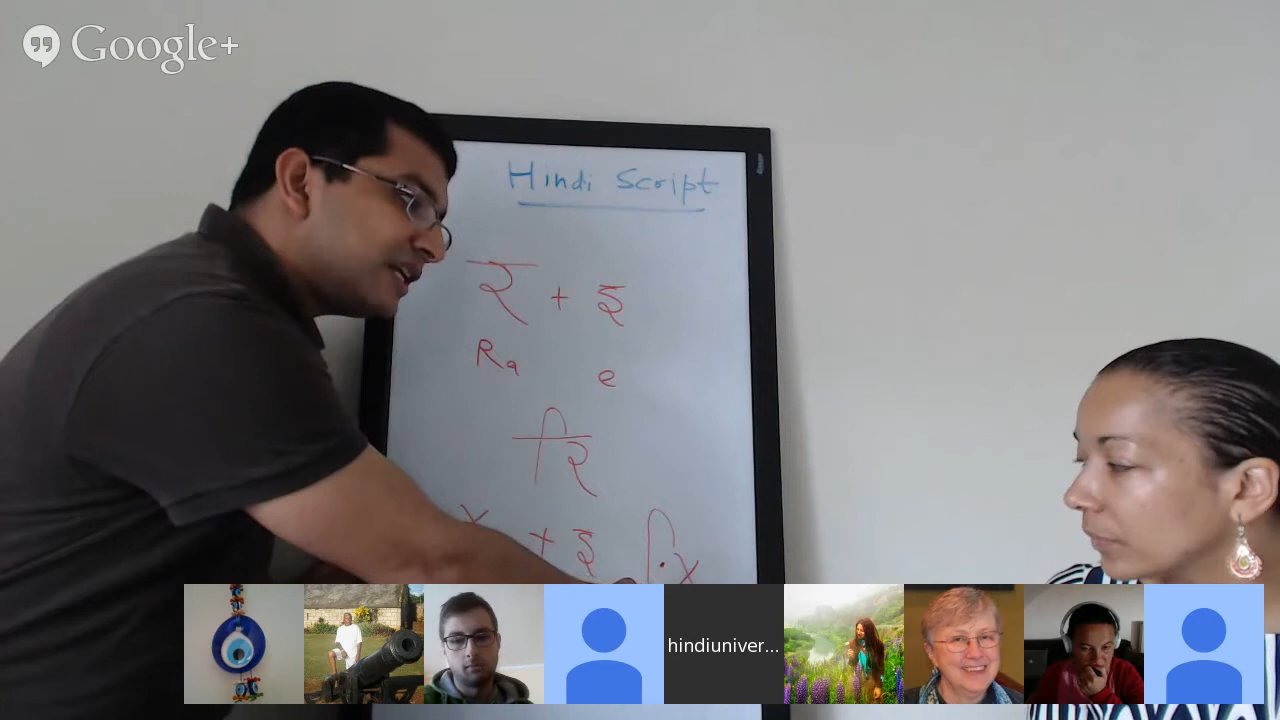 Google+
Hindi Script
र + इ
Ra e
रि
x + इ िx
hindiuniver...